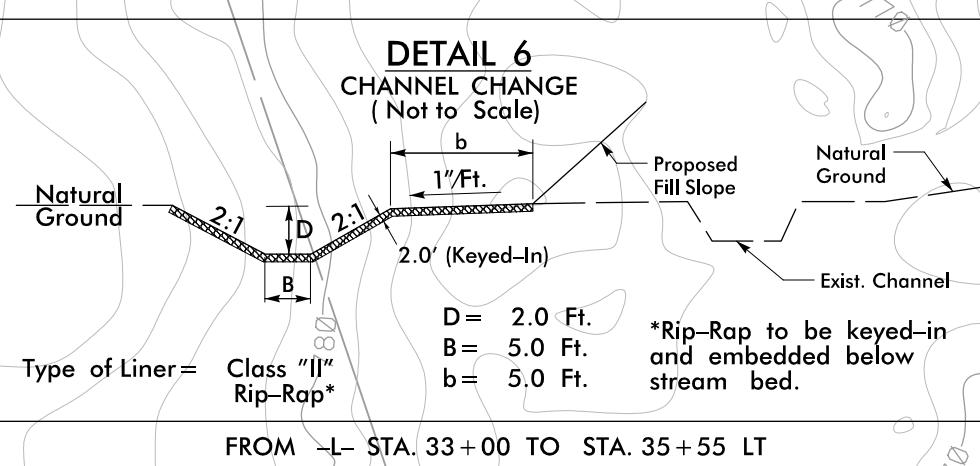 DETAIL 6
CHANNEL CHANGE
( Not to Scale)
b
1"/Ft.
Natural
Ground
2:1
D
2:1
B
2.0' (Keyed-In)
Proposed
Fill Slope
Natural
Ground
Exist. Channel
D= 2.0 Ft.
B= 5.0 Ft.
b= 5.0 Ft.
*Rip-Rap to be keyed-in
and embedded below
stream bed.
Type of Liner= Class "II"
Rip-Rap*
780
770
FROM -L- STA. 33+00 TO STA. 35+55 LT